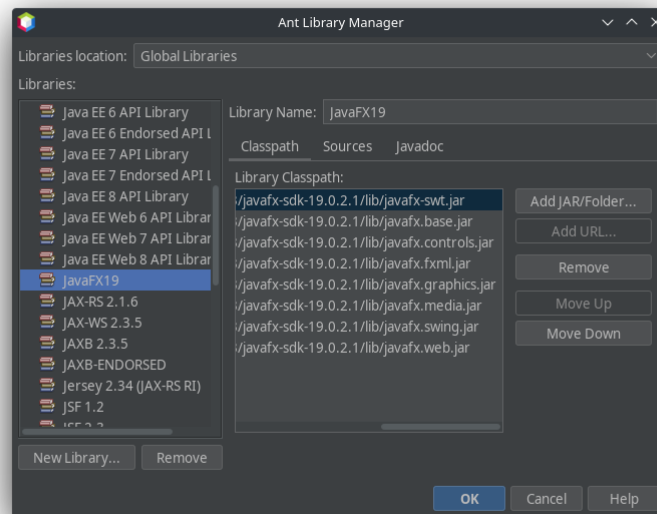 Ant Library Manager
Libraries location: Global Libraries
Libraries:
Java EE 6 API Library
Java EE 6 Endorsed API L
Java EE 7 API Library
Java EE 7 Endorsed API L
Java EE 8 API Library
Java EE Web 6 API Librar
Java EE Web 7 API Librar
Java EE Web 8 API Librar
JavaFX19
JAX-RS 2.1.6
JAX-WS 2.3.5
JAXB 2.3.5
JAXB-ENDORSED
Jersey 2.34 (JAX-RS RI)
JSF 1.2
New Library... Remove
Library Name: JavaFX19
Classpath Sources Javadoc
Library Classpath:
/javafx-sdk-19.0.2.1/lib/javafx-swt.jar
/javafx-sdk-19.0.2.1/lib/javafx.base.jar
/javafx-sdk-19.0.2.1/lib/javafx.controls.jar
/javafx-sdk-19.0.2.1/lib/javafx.fxml.jar
/javafx-sdk-19.0.2.1/lib/javafx.graphics.jar
/javafx-sdk-19.0.2.1/lib/javafx.media.jar
/javafx-sdk-19.0.2.1/lib/javafx.swing.jar
/javafx-sdk-19.0.2.1/lib/javafx.web.jar
Add JAR/Folder...
Add URL...
Remove
Move Up
Move Down
OK Cancel Help